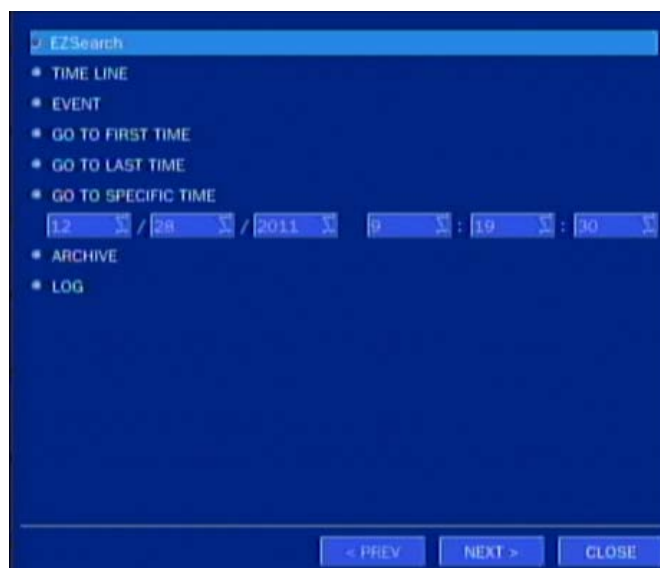 EZSearch
TIME LINE
EVENT
GO TO FIRST TIME
GO TO LAST TIME
GO TO SPECIFIC TIME
12 / 28 / 2011 9 : 19 : 30
ARCHIVE
LOG
< PREV NEXT > CLOSE